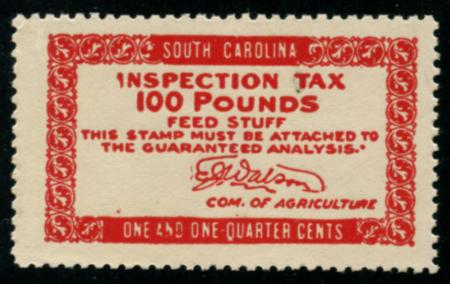 SOUTH CAROLINA
INSPECTION TAX
100 POUNDS
FEED STUFF
THIS STAMP MUST BE ATTACHED TO
THE GUARANTEED ANALYSIS.
E.J. Watson
COM. OF AGRICULTURE
ONE AND ONE-QUARTER CENTS